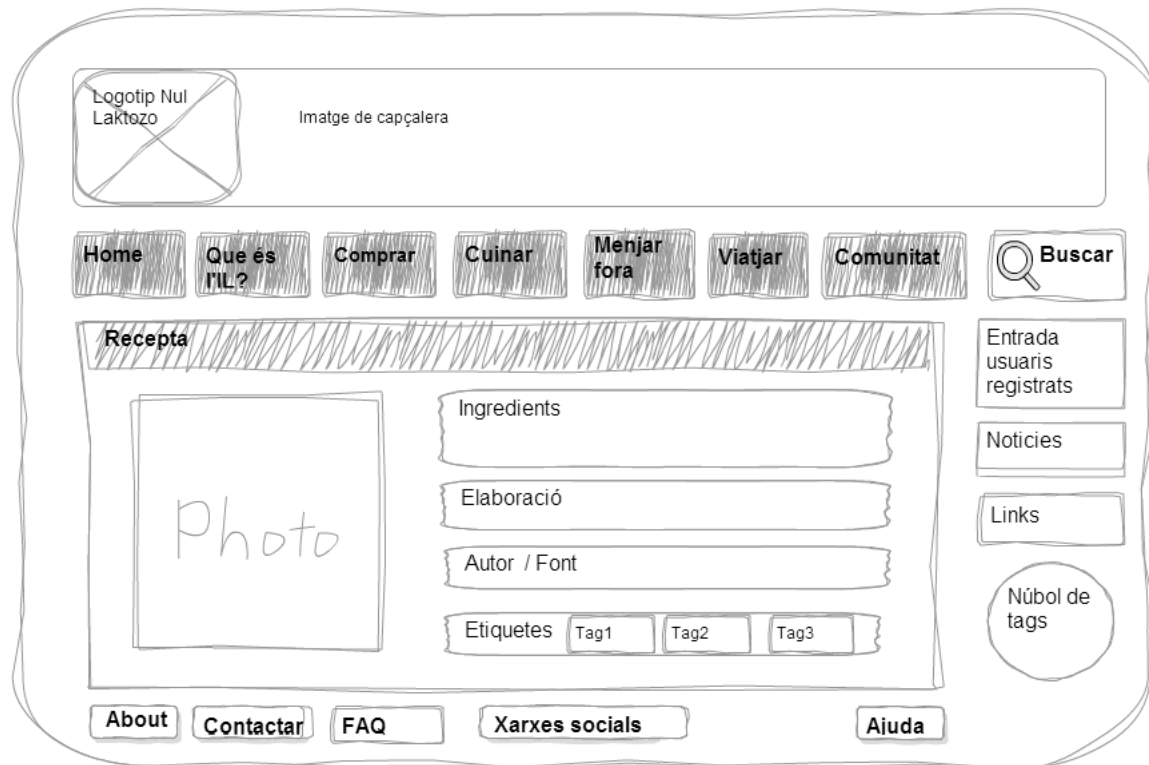 Logotip Nul
Laktozo
Imatge de capçalera
Home
Que és
l'IL?
Comprar
Cuinar
Menjar
fora
Viatjar
Comunitat
Buscar
Recepta
Photo
Ingredients
Elaboració
Autor / Font
Etiquetes Tag1 Tag2 Tag3
Entrada
usuaris
registrats
Noticies
Links
Núbol de
tags
About
Contactar
FAQ
Xarxes socials
Ajuda